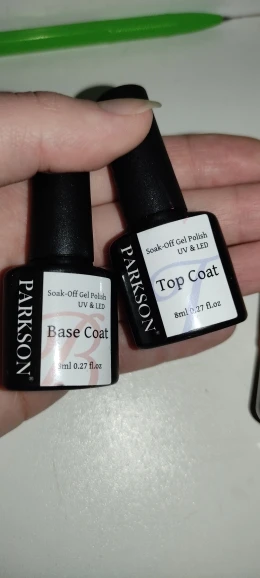 PARKSON®
Soak-Off Gel Polish
UV & LED
Base Coat
8ml 0.27 fl.oz
PARKSON®
Soak-Off Gel Polish
UV & LED
Top Coat
8ml 0.27 fl.oz